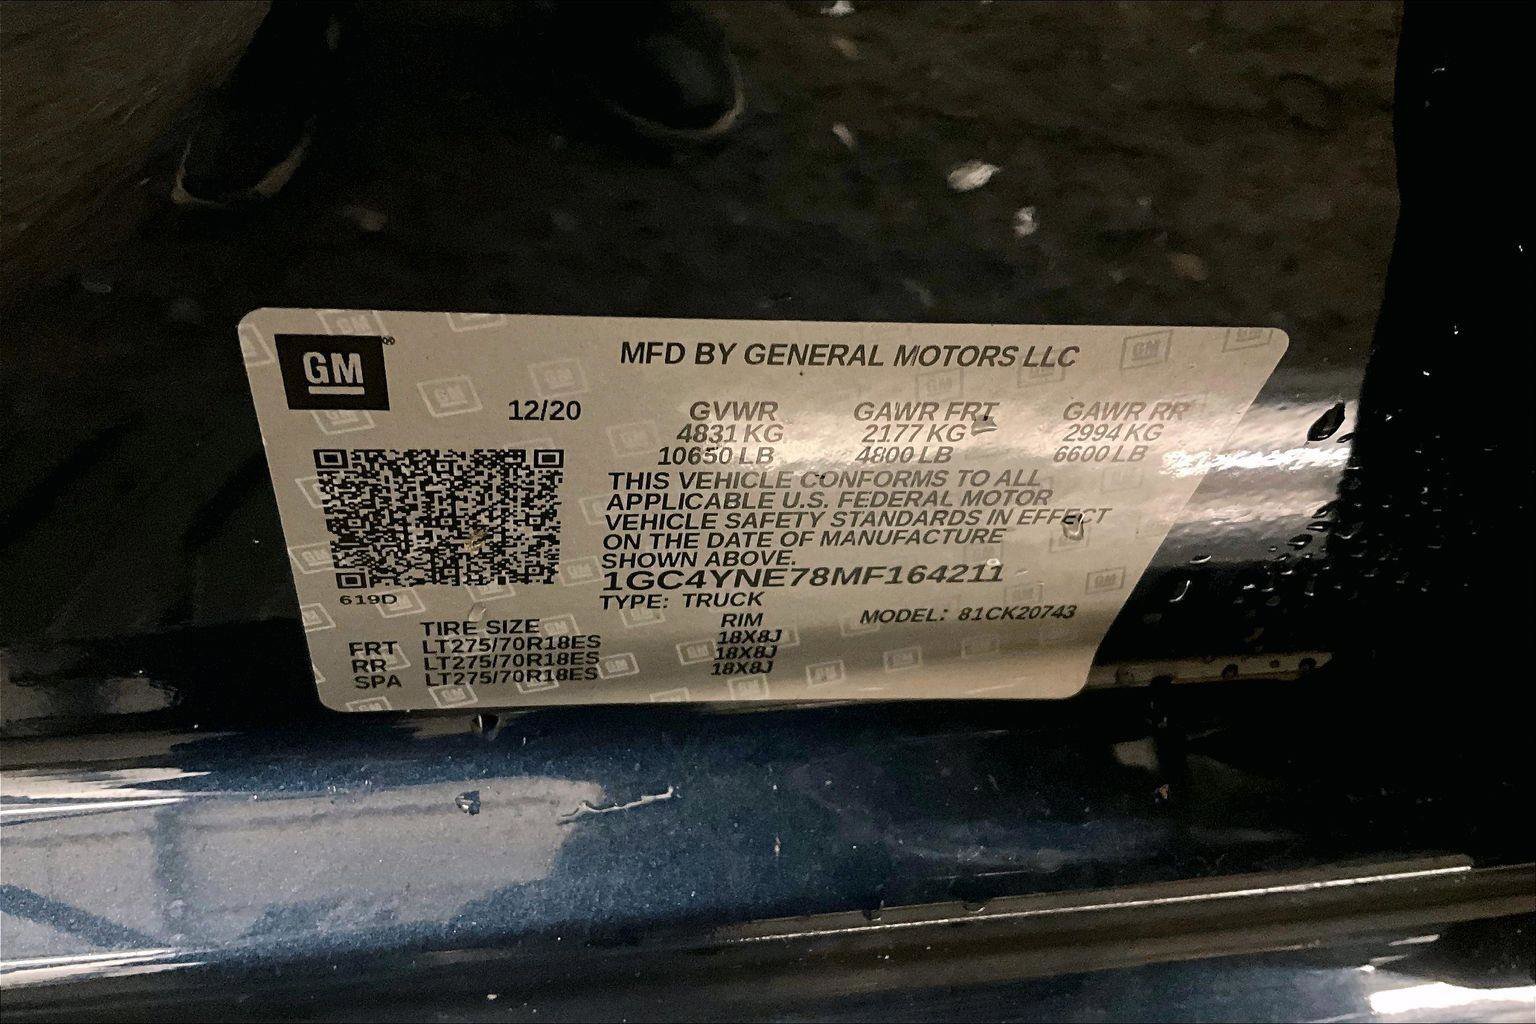 GM
MFD BY GENERAL MOTORS LLC
12/20
GVWR GAWR FRT GAWR RR
4831 KG 2177 KG 2994 KG
10650 LB 4800 LB 6600 LB
THIS VEHICLE CONFORMS TO ALL
APPLICABLE U.S. FEDERAL MOTOR
VEHICLE SAFETY STANDARDS IN EFFECT
ON THE DATE OF MANUFACTURE
SHOWN ABOVE.
1GC4YNE78MF164211
619D
TYPE: TRUCK
MODEL: 81CK20743
TIRE SIZE RIM
FRT LT275/70R18ES 18X8J
RR LT275/70R18ES 18X8J
SPA LT275/70R18ES 18X8J